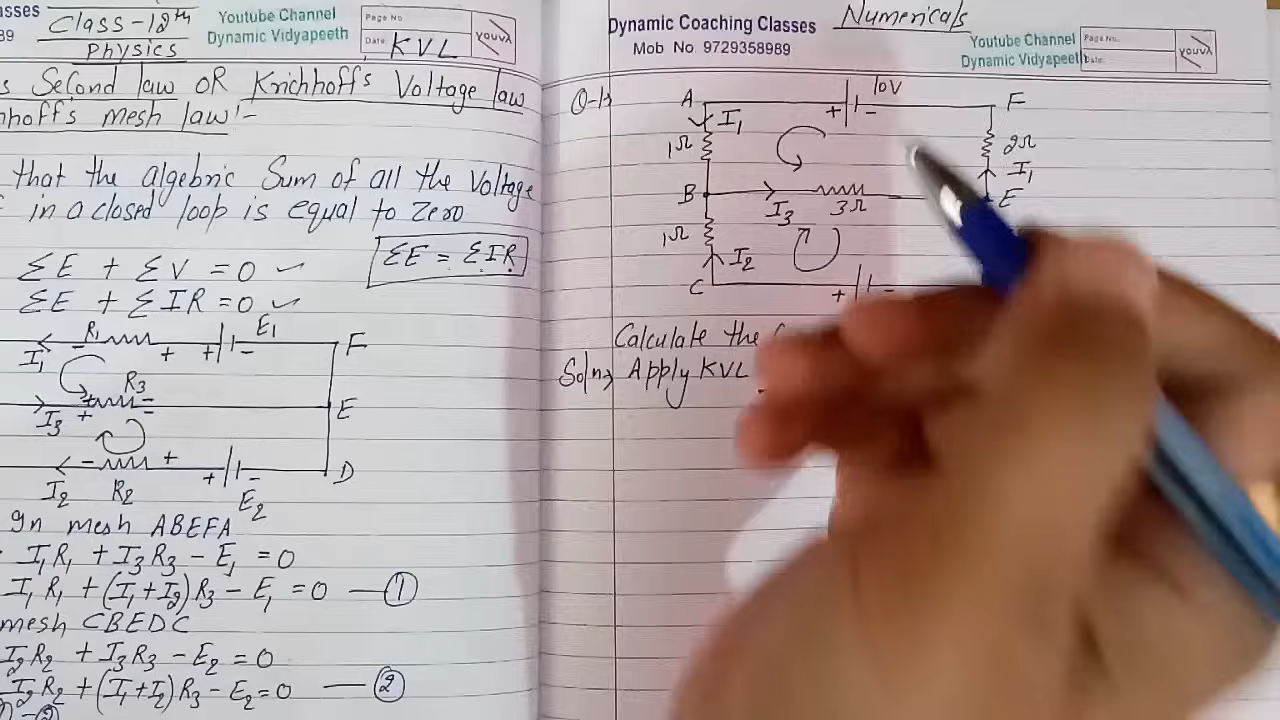 asses
89
Class-12th
Physics
Youtube Channel
Dynamic Vidyapeeth
Page No
Date: KVL
youva
s Second law OR Krichhoff's Voltage law
hhoff's mesh law :-
that the algebric Sum of all the Voltage
in a closed loop is equal to Zero
ΣE + ΣV = 0 ✓
ΣE + ΣIR = 0 ✓
ΣE = ΣIR
R1
E1
+
+
-
F
I1
R3
I3
+
-
E
-
+
+
-
D
I2
R2
E2
In mesh ABEFA
I1R1 + I3R3 - E1 = 0
I1R1 + (I1+I2)R3 - E1 = 0 — ①
mesh CBEDC
I2R2 + I3R3 - E2 = 0
I2R2 + (I1+I2)R3 - E2 = 0 — ②
Dynamic Coaching Classes
Mob No 9729358989
Numericals
Youtube Channel
Dynamic Vidyapeeth
Page No:
Date:
youva
Q-1
A
10V
F
+
-
I1
1Ω
2Ω
I1
B
I3
3Ω
E
1Ω
I2
C
+
-
Calculate the
Soln→ Apply KVL